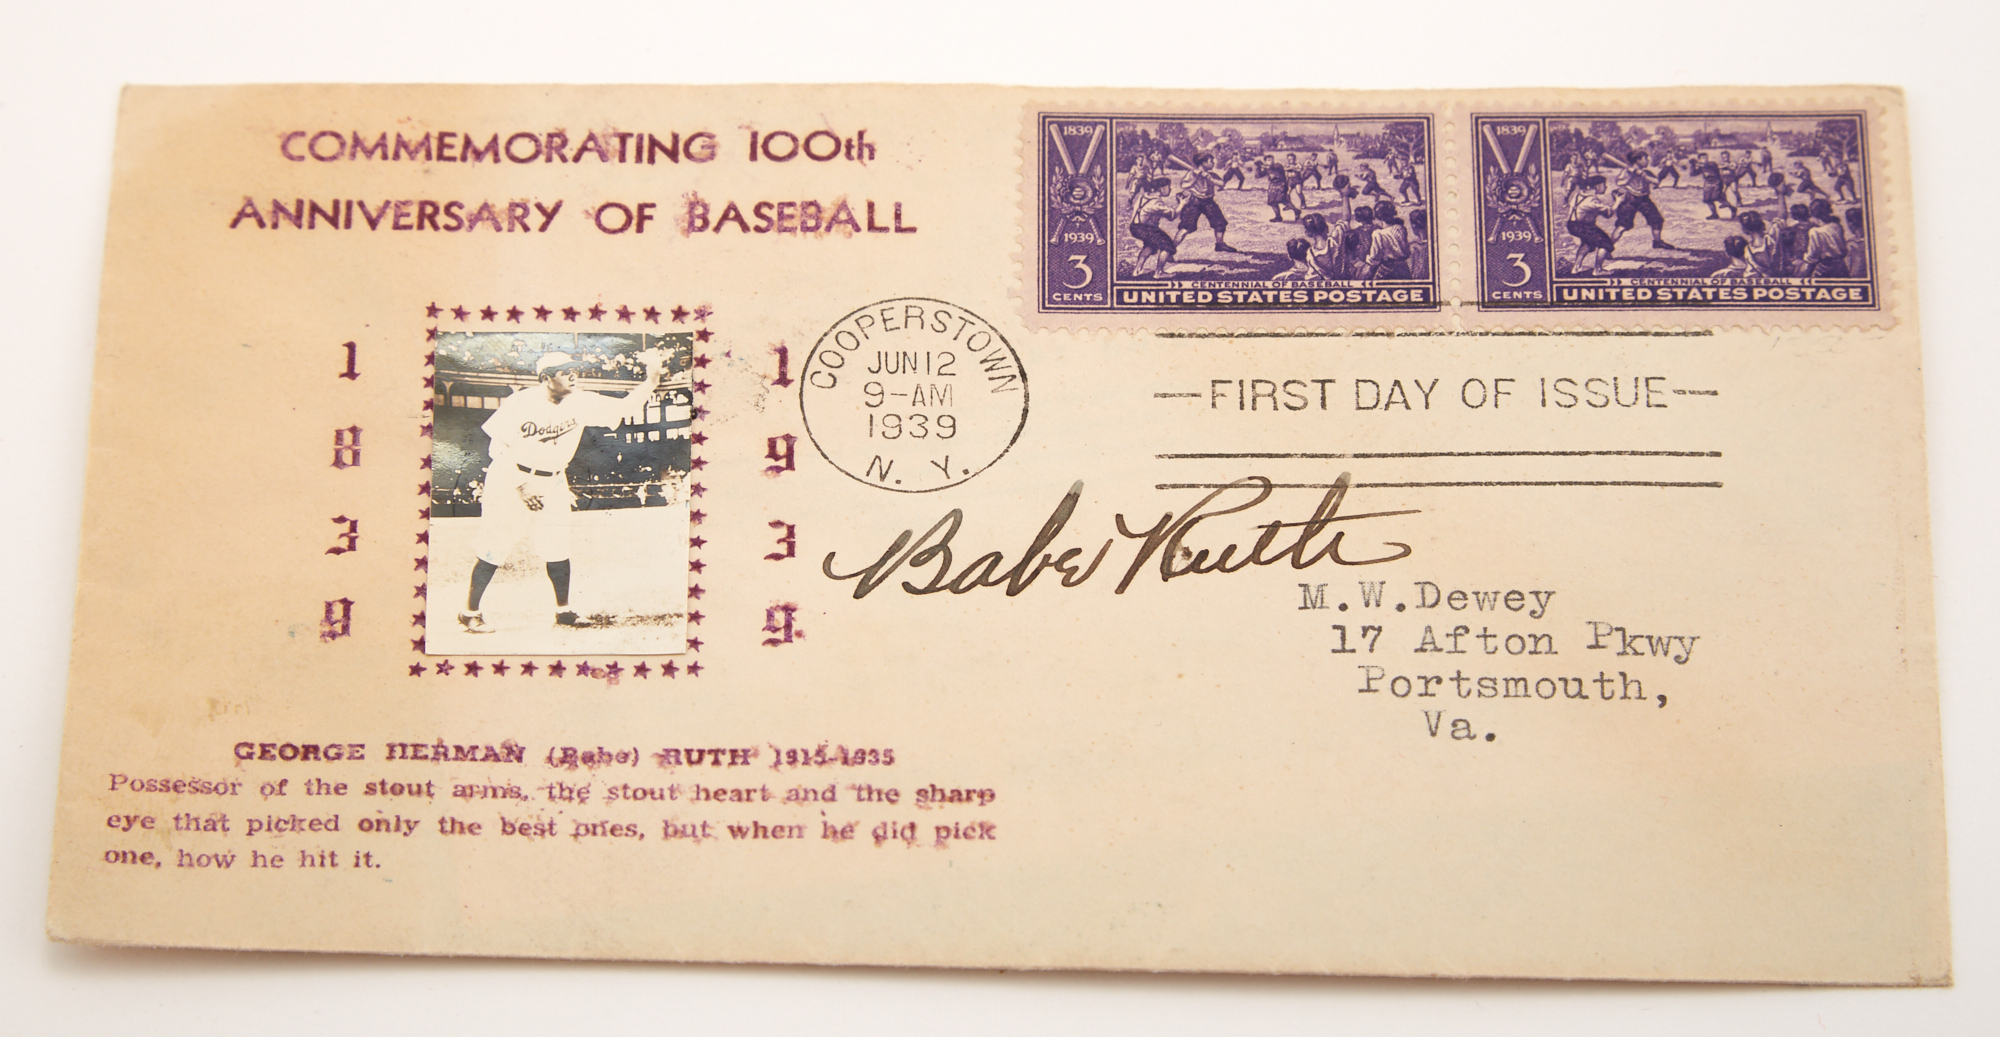 COMMEMORATING 100th
ANNIVERSARY OF BASEBALL
1839
1939
3
CENTS
CENTENNIAL OF BASEBALL
UNITED STATES POSTAGE
1839
1939
3
CENTS
CENTENNIAL OF BASEBALL
UNITED STATES POSTAGE
1
8
3
9
Dodgers
1
9
3
9
COOPERSTOWN
JUN 12
9-AM
1939
N. Y.
FIRST DAY OF ISSUE
Babe Ruth
M.W.Dewey
17 Afton Pkwy
Portsmouth,
Va.
GEORGE HERMAN (Babe) RUTH 1915-1935
Possessor of the stout arms, the stout heart and the sharp
eye that picked only the best ones, but when he did pick
one, how he hit it.